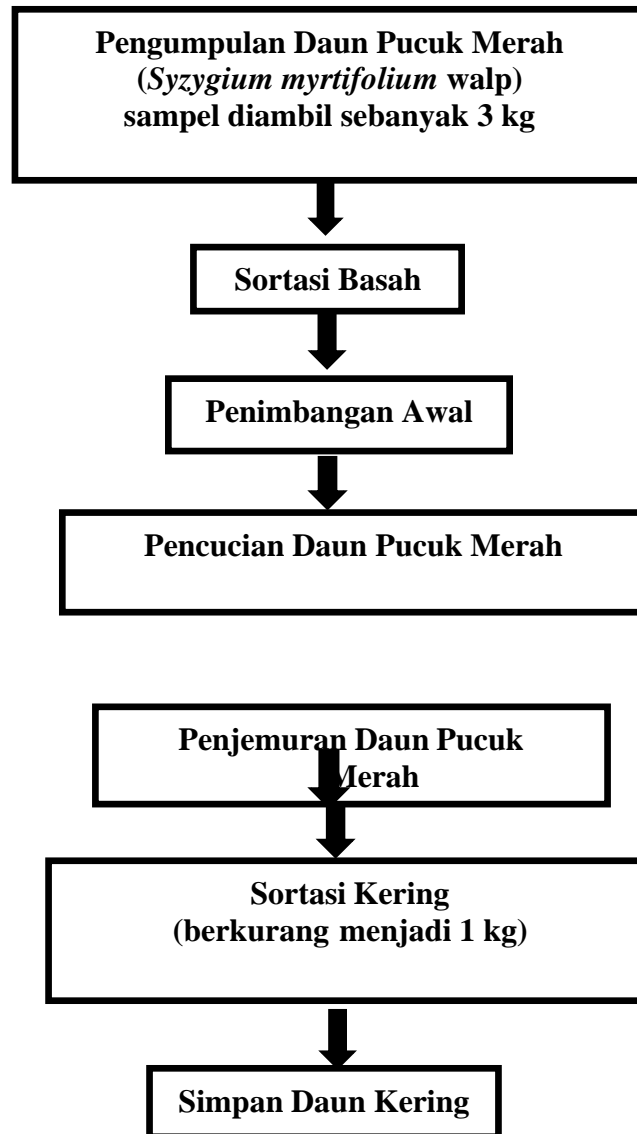 Pengumpulan Daun Pucuk Merah
(Syzygium myrtifolium walp)
sampel diambil sebanyak 3 kg
Sortasi Basah
Penimbangan Awal
Pencucian Daun Pucuk Merah
Penjemuran Daun Pucuk
Merah
Sortasi Kering
(berkurang menjadi 1 kg)
Simpan Daun Kering